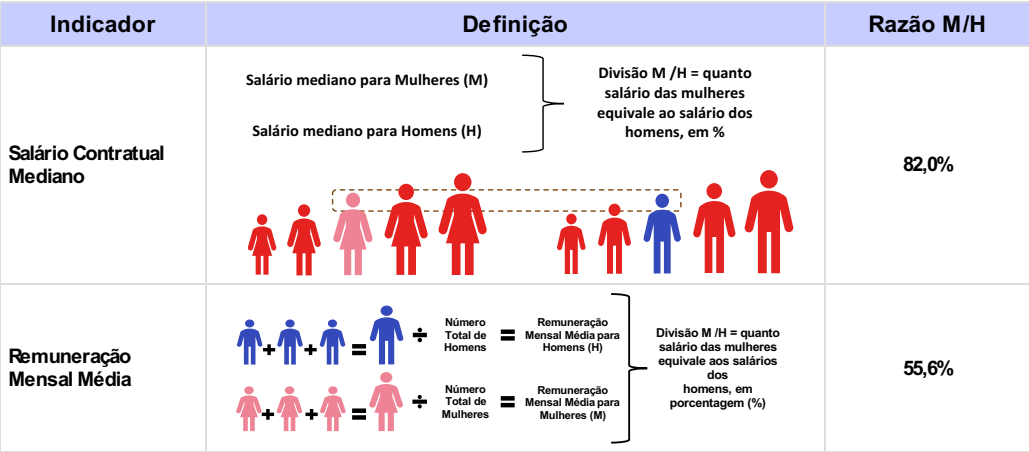 Indicador
Definição
Razão M/H
Salário Contratual
Mediano
Salário mediano para Mulheres (M)
Salário mediano para Homens (H)
Divisão M /H = quanto
salário das mulheres
equivale ao salário dos
homens, em %
82,0%
Remuneração
Mensal Média
+ + = ÷
Número
Total de
Homens
=
Remuneração
Mensal Média para
Homens (H)
+ + = ÷
Número
Total de
Mulheres
=
Remuneração
Mensal Média para
Mulheres (M)
Divisão M /H = quanto
salário das mulheres
equivale aos salários
dos
homens, em
porcentagem (%)
55,6%